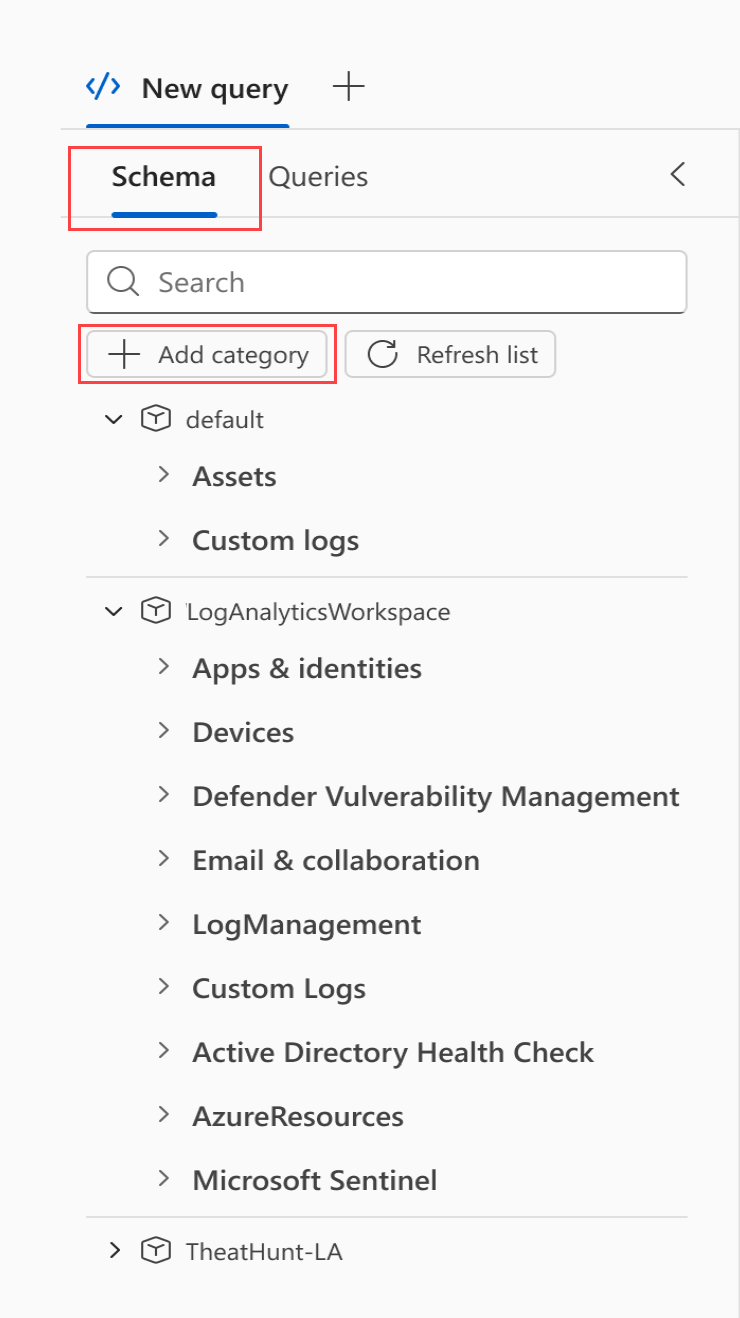 New query
Schema
Queries
Search
Add category
Refresh list
default
Assets
Custom logs
LogAnalyticsWorkspace
Apps & identities
Devices
Defender Vulverability Management
Email & collaboration
LogManagement
Custom Logs
Active Directory Health Check
AzureResources
Microsoft Sentinel
TheatHunt-LA